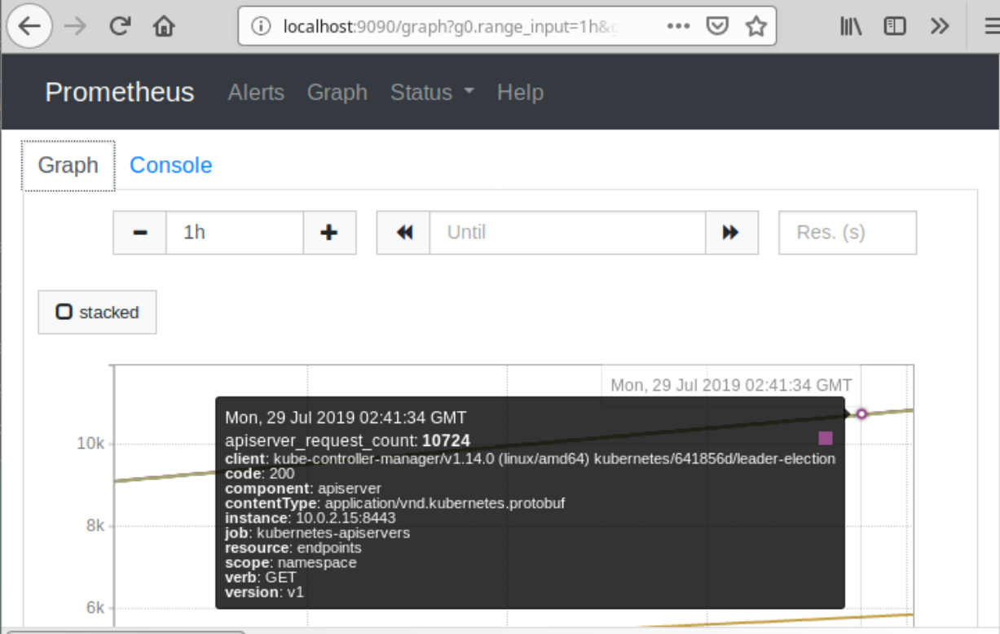 localhost:9090/graph?g0.range_input=1h&
Prometheus Alerts Graph Status Help
Graph Console
1h Until Res. (s)
stacked
Mon, 29 Jul 2019 02:41:34 GMT
Mon, 29 Jul 2019 02:41:34 GMT
apiserver_request_count: 10724
10k
client: kube-controller-manager/v1.14.0 (linux/amd64) kubernetes/641856d/leader-election
code: 200
component: apiserver
contentType: application/vnd.kubernetes.protobuf
instance: 10.0.2.15:8443
8k
job: kubernetes-apiservers
resource: endpoints
scope: namespace
verb: GET
version: v1
6k